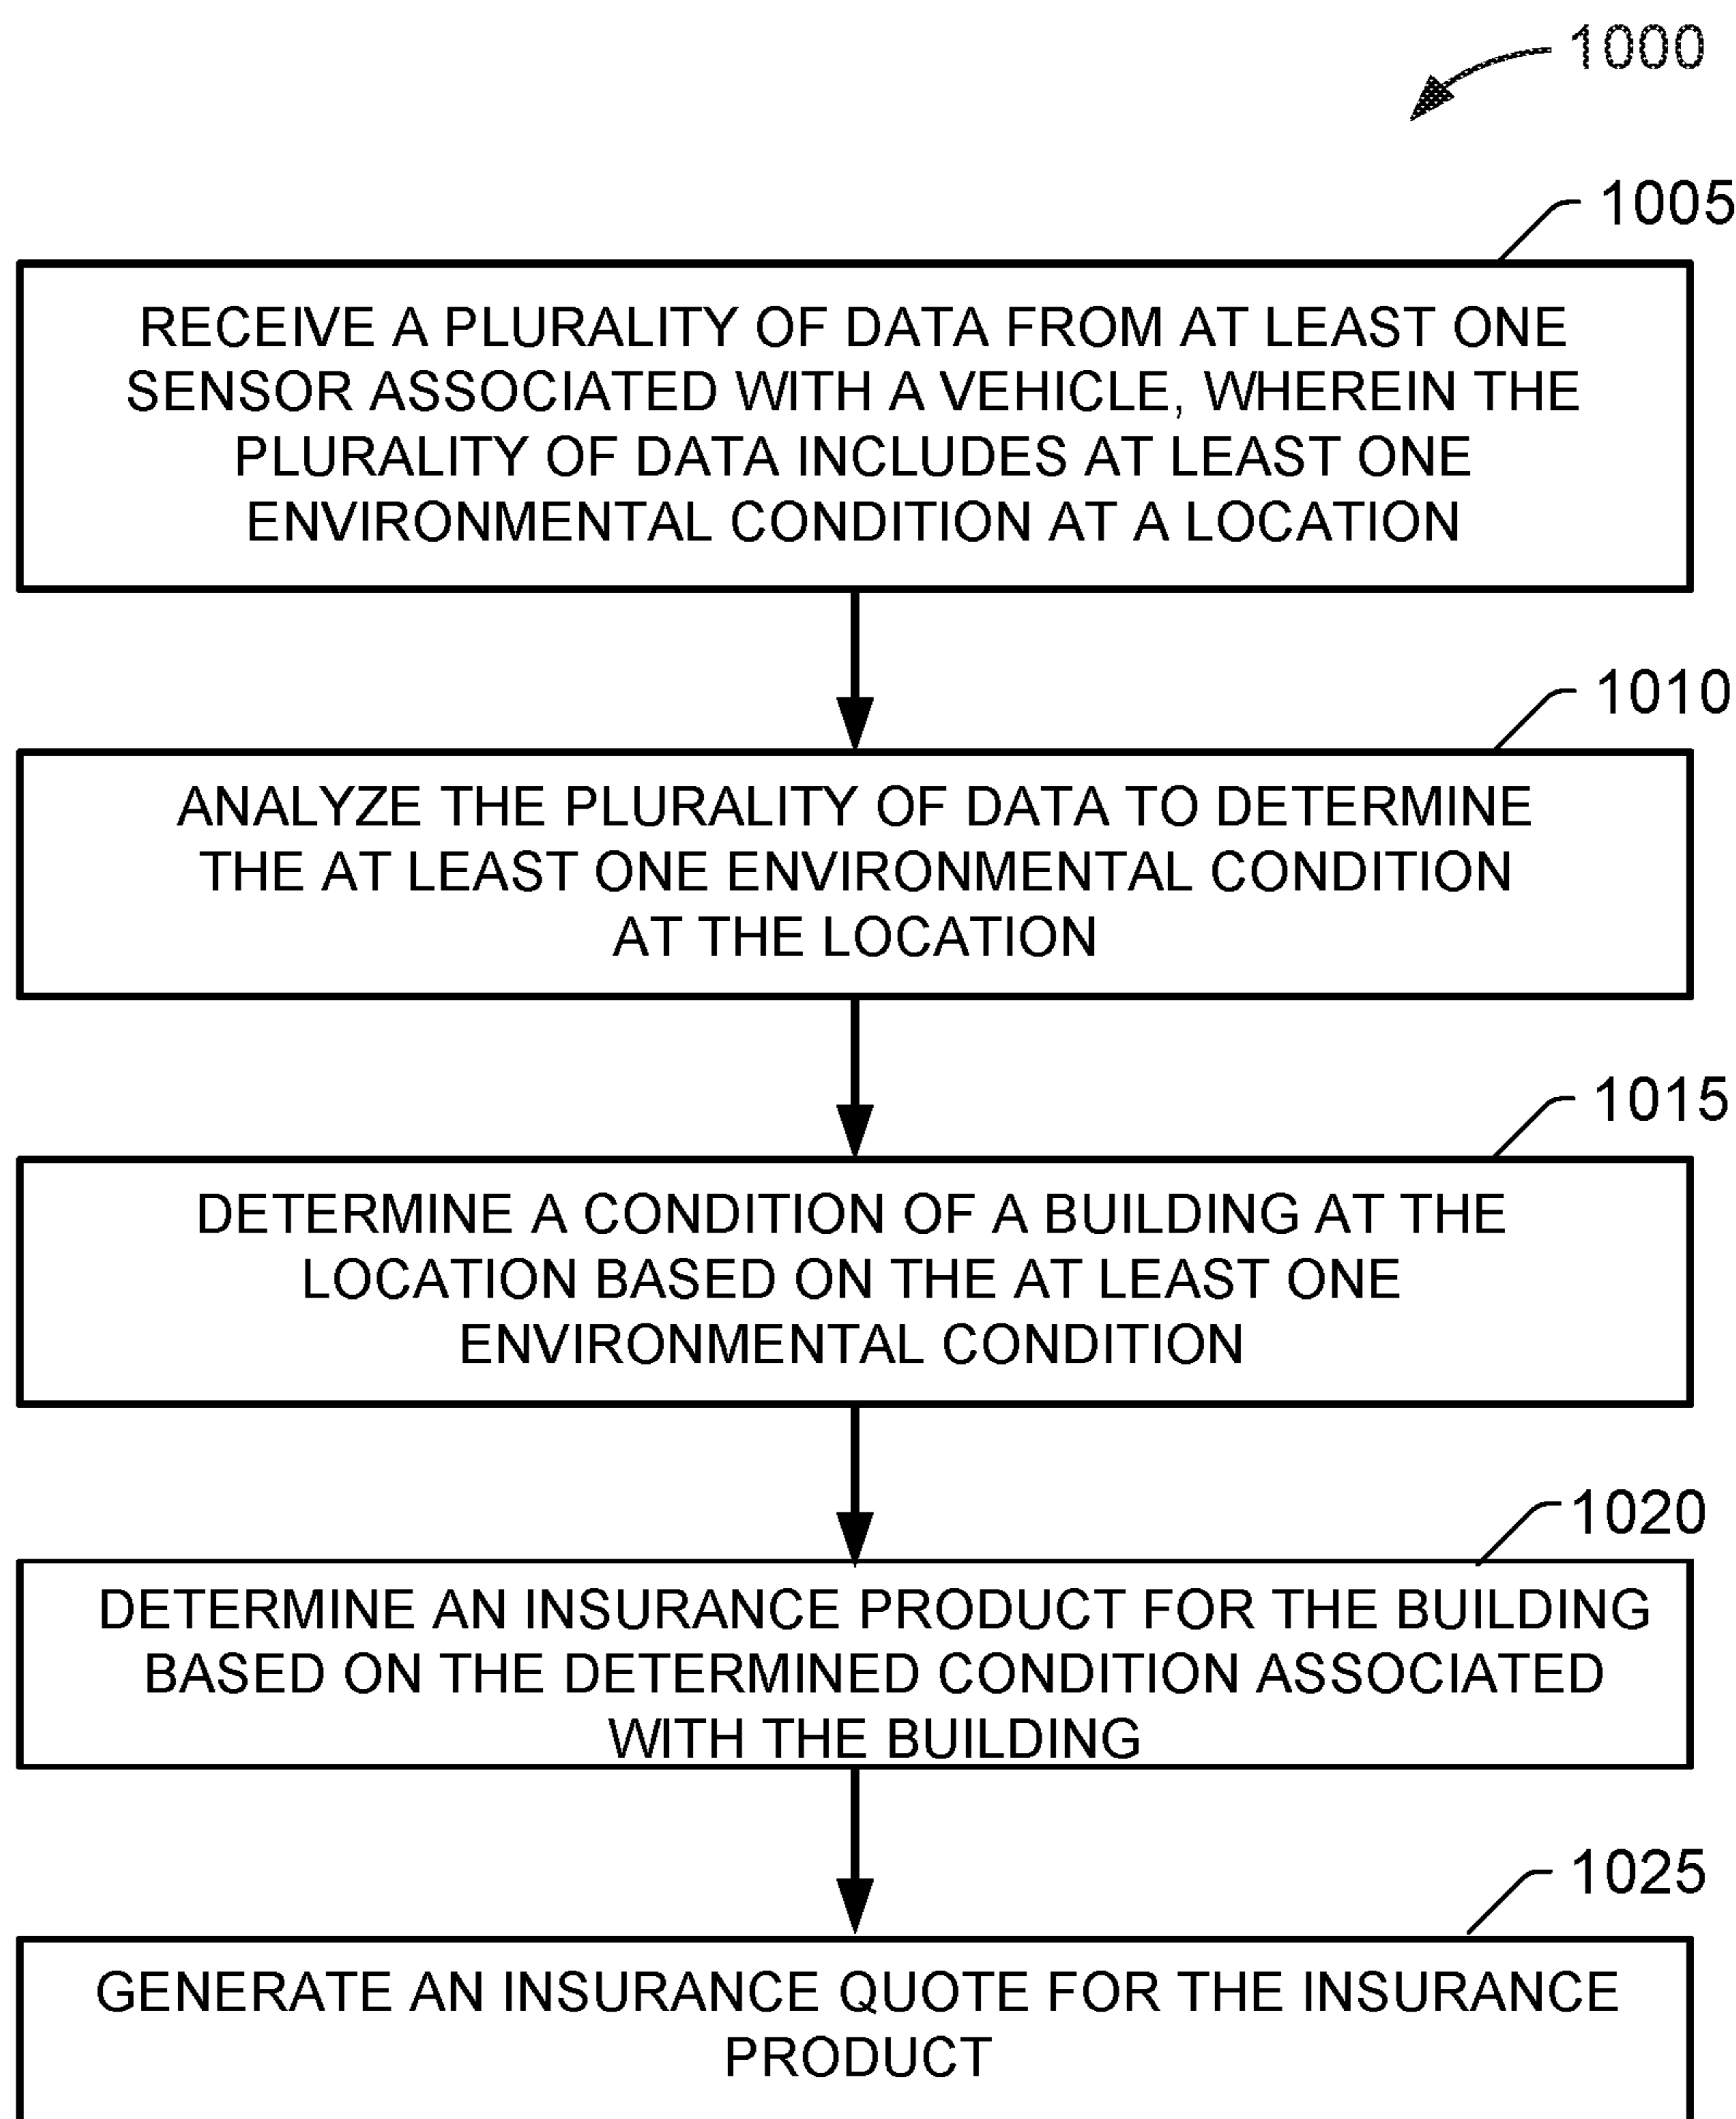 1000
1005
RECEIVE A PLURALITY OF DATA FROM AT LEAST ONE
SENSOR ASSOCIATED WITH A VEHICLE, WHEREIN THE
PLURALITY OF DATA INCLUDES AT LEAST ONE
ENVIRONMENTAL CONDITION AT A LOCATION
1010
ANALYZE THE PLURALITY OF DATA TO DETERMINE
THE AT LEAST ONE ENVIRONMENTAL CONDITION
AT THE LOCATION
1015
DETERMINE A CONDITION OF A BUILDING AT THE
LOCATION BASED ON THE AT LEAST ONE
ENVIRONMENTAL CONDITION
1020
DETERMINE AN INSURANCE PRODUCT FOR THE BUILDING
BASED ON THE DETERMINED CONDITION ASSOCIATED
WITH THE BUILDING
1025
GENERATE AN INSURANCE QUOTE FOR THE INSURANCE
PRODUCT